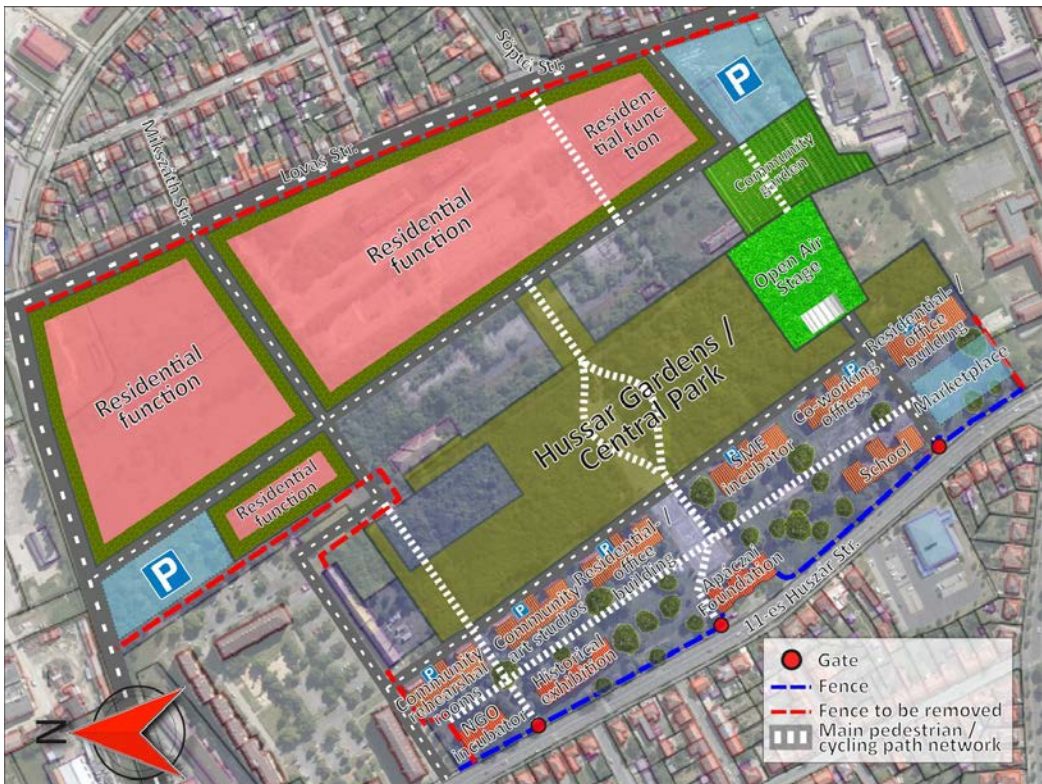 Söptei Str.
P
Mikszáth Str.
Lovas Str.
Residen-
tial func-
tion
Community
garden
Residential
function
Open Air
Stage
Residential
function
Residential- /
office
building
Marketplace
Hussar Gardens /
Central Park
Co-working
offices
P
P
SME
incubator
School
Residential
function
P
P
Residential /
office
building
P
Community
art studios
Apáczai
Foundation
11-es Huszár Str.
P
Community
rehearshal
rooms
Historical
exhibition
NGO
incubator
N
Gate
Fence
Fence to be removed
Main pedestrian /
cycling path network